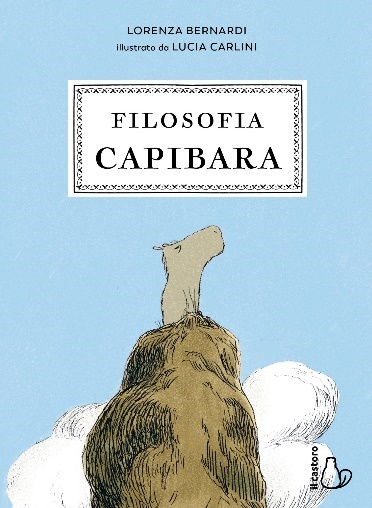 LORENZA BERNARDI
illustrato da LUCIA CARLINI
FILOSOFIA
CAPIBARA
il castoro